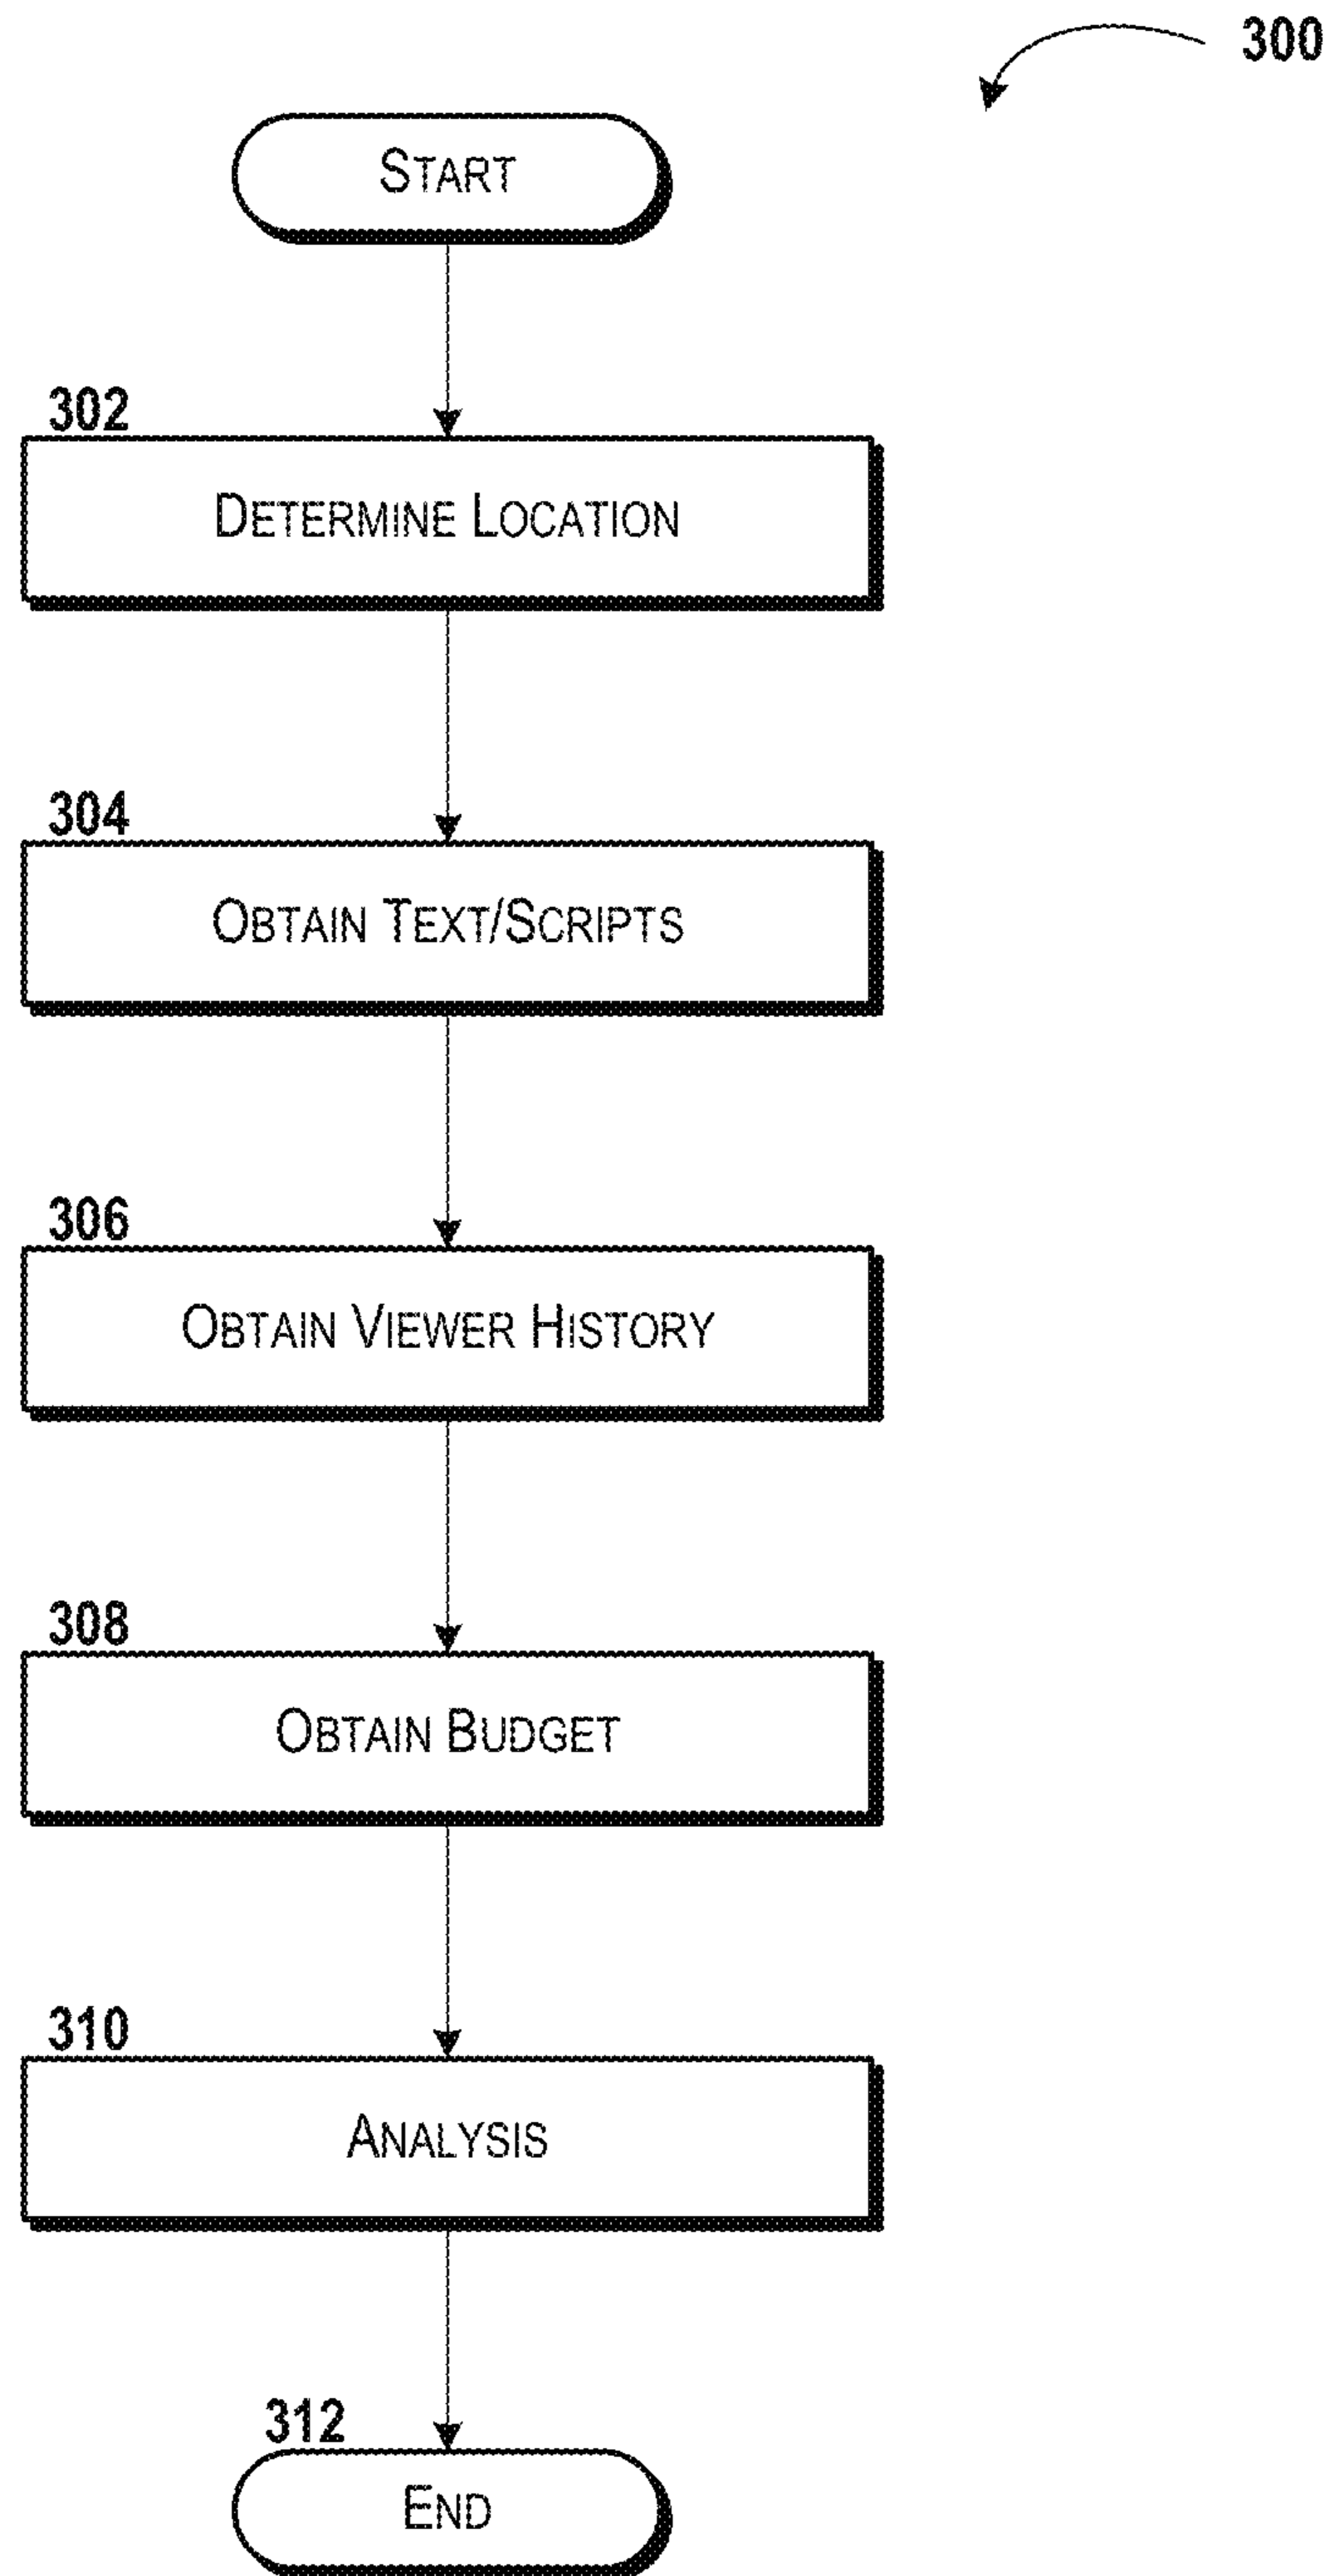 300
START
302
DETERMINE LOCATION
304
OBTAIN TEXT/SCRIPTS
306
OBTAIN VIEWER HISTORY
308
OBTAIN BUDGET
310
ANALYSIS
312
END